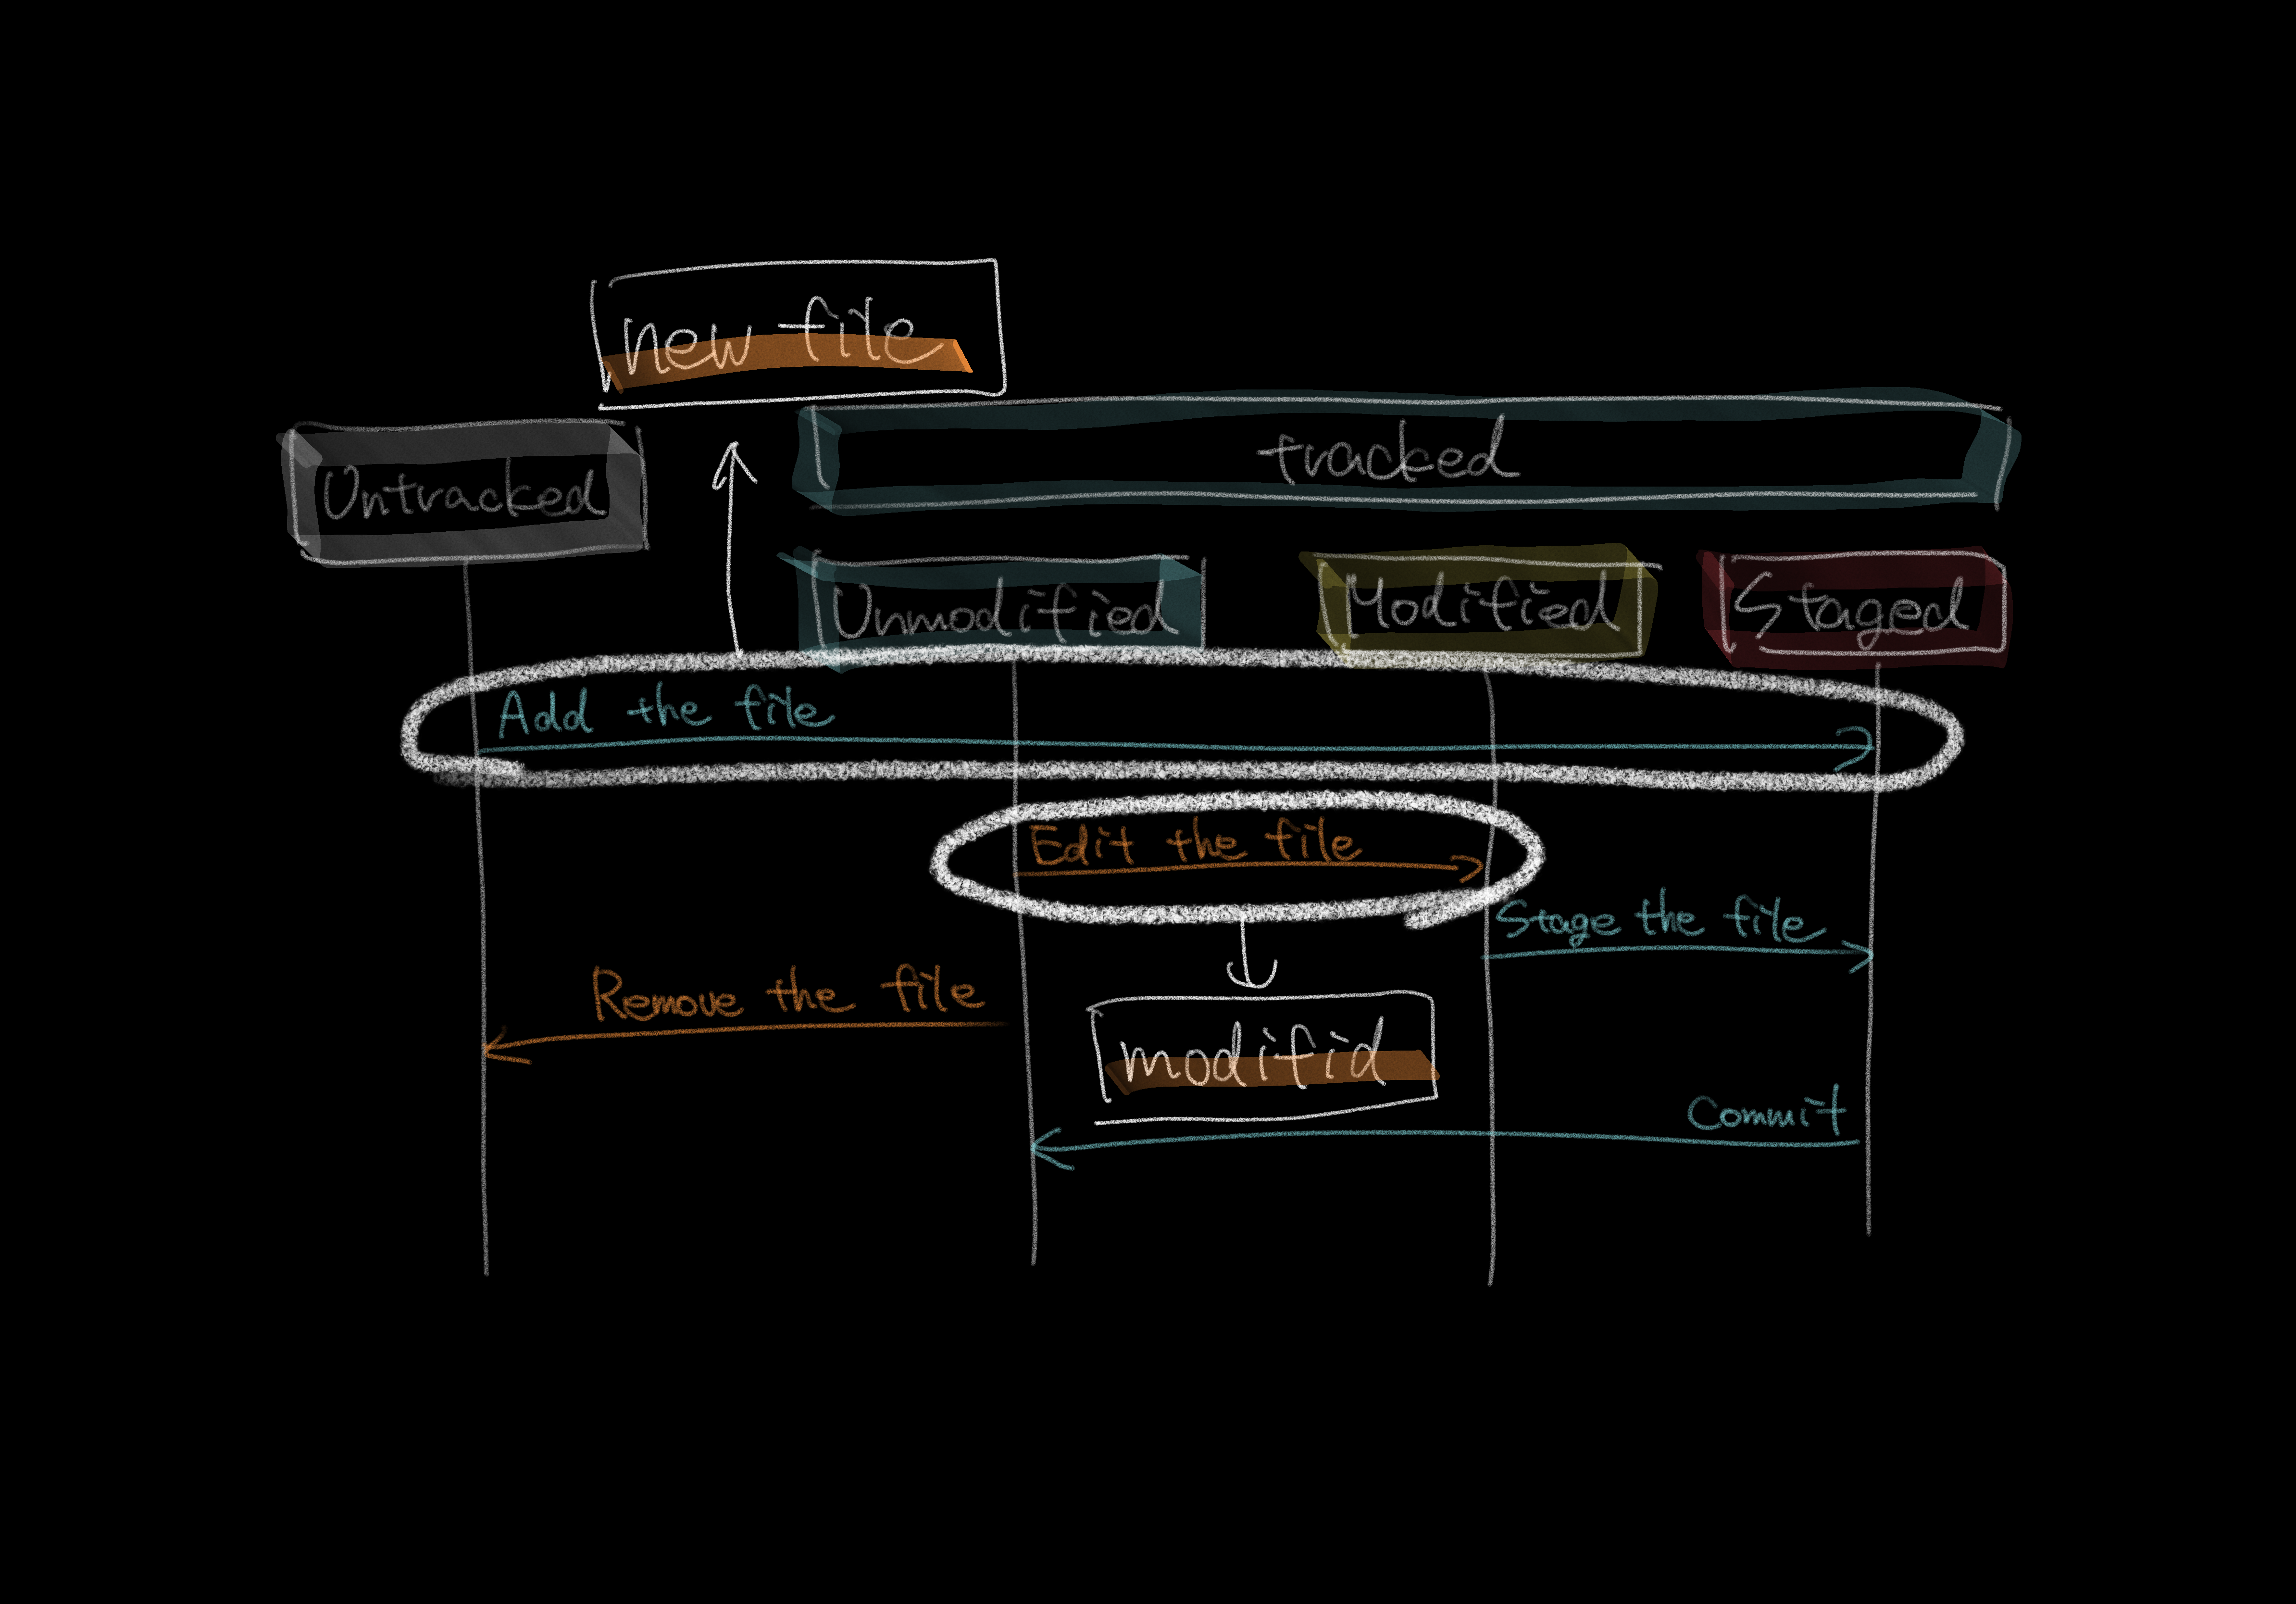 new file
tracked
Untracked
Unmodified
Modified
Staged
Add the file
Edit the file
Stage the file
Remove the file
modifid
Commit